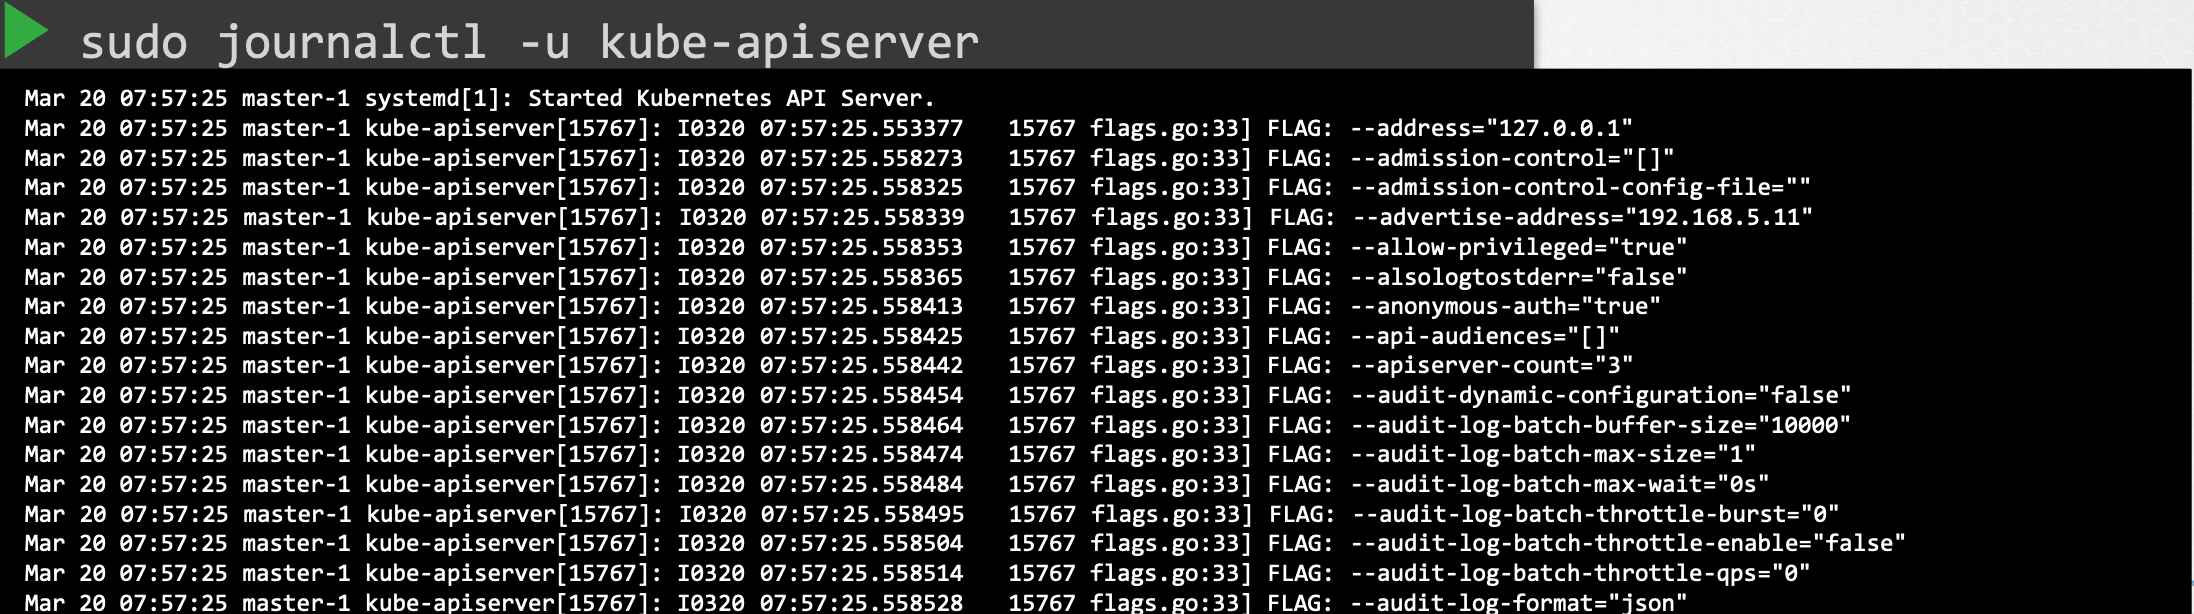 sudo journalctl -u kube-apiserver
Mar 20 07:57:25 master-1 systemd[1]: Started Kubernetes API Server.
Mar 20 07:57:25 master-1 kube-apiserver[15767]: I0320 07:57:25.553377   15767 flags.go:33] FLAG: --address="127.0.0.1"
Mar 20 07:57:25 master-1 kube-apiserver[15767]: I0320 07:57:25.558273   15767 flags.go:33] FLAG: --admission-control="[]"
Mar 20 07:57:25 master-1 kube-apiserver[15767]: I0320 07:57:25.558325   15767 flags.go:33] FLAG: --admission-control-config-file=""
Mar 20 07:57:25 master-1 kube-apiserver[15767]: I0320 07:57:25.558339   15767 flags.go:33] FLAG: --advertise-address="192.168.5.11"
Mar 20 07:57:25 master-1 kube-apiserver[15767]: I0320 07:57:25.558353   15767 flags.go:33] FLAG: --allow-privileged="true"
Mar 20 07:57:25 master-1 kube-apiserver[15767]: I0320 07:57:25.558365   15767 flags.go:33] FLAG: --alsologtostderr="false"
Mar 20 07:57:25 master-1 kube-apiserver[15767]: I0320 07:57:25.558413   15767 flags.go:33] FLAG: --anonymous-auth="true"
Mar 20 07:57:25 master-1 kube-apiserver[15767]: I0320 07:57:25.558425   15767 flags.go:33] FLAG: --api-audiences="[]"
Mar 20 07:57:25 master-1 kube-apiserver[15767]: I0320 07:57:25.558442   15767 flags.go:33] FLAG: --apiserver-count="3"
Mar 20 07:57:25 master-1 kube-apiserver[15767]: I0320 07:57:25.558454   15767 flags.go:33] FLAG: --audit-dynamic-configuration="false"
Mar 20 07:57:25 master-1 kube-apiserver[15767]: I0320 07:57:25.558464   15767 flags.go:33] FLAG: --audit-log-batch-buffer-size="10000"
Mar 20 07:57:25 master-1 kube-apiserver[15767]: I0320 07:57:25.558474   15767 flags.go:33] FLAG: --audit-log-batch-max-size="1"
Mar 20 07:57:25 master-1 kube-apiserver[15767]: I0320 07:57:25.558484   15767 flags.go:33] FLAG: --audit-log-batch-max-wait="0s"
Mar 20 07:57:25 master-1 kube-apiserver[15767]: I0320 07:57:25.558495   15767 flags.go:33] FLAG: --audit-log-batch-throttle-burst="0"
Mar 20 07:57:25 master-1 kube-apiserver[15767]: I0320 07:57:25.558504   15767 flags.go:33] FLAG: --audit-log-batch-throttle-enable="false"
Mar 20 07:57:25 master-1 kube-apiserver[15767]: I0320 07:57:25.558514   15767 flags.go:33] FLAG: --audit-log-batch-throttle-qps="0"
Mar 20 07:57:25 master-1 kube-apiserver[15767]: I0320 07:57:25.558528   15767 flags.go:33] FLAG: --audit-log-format="json"